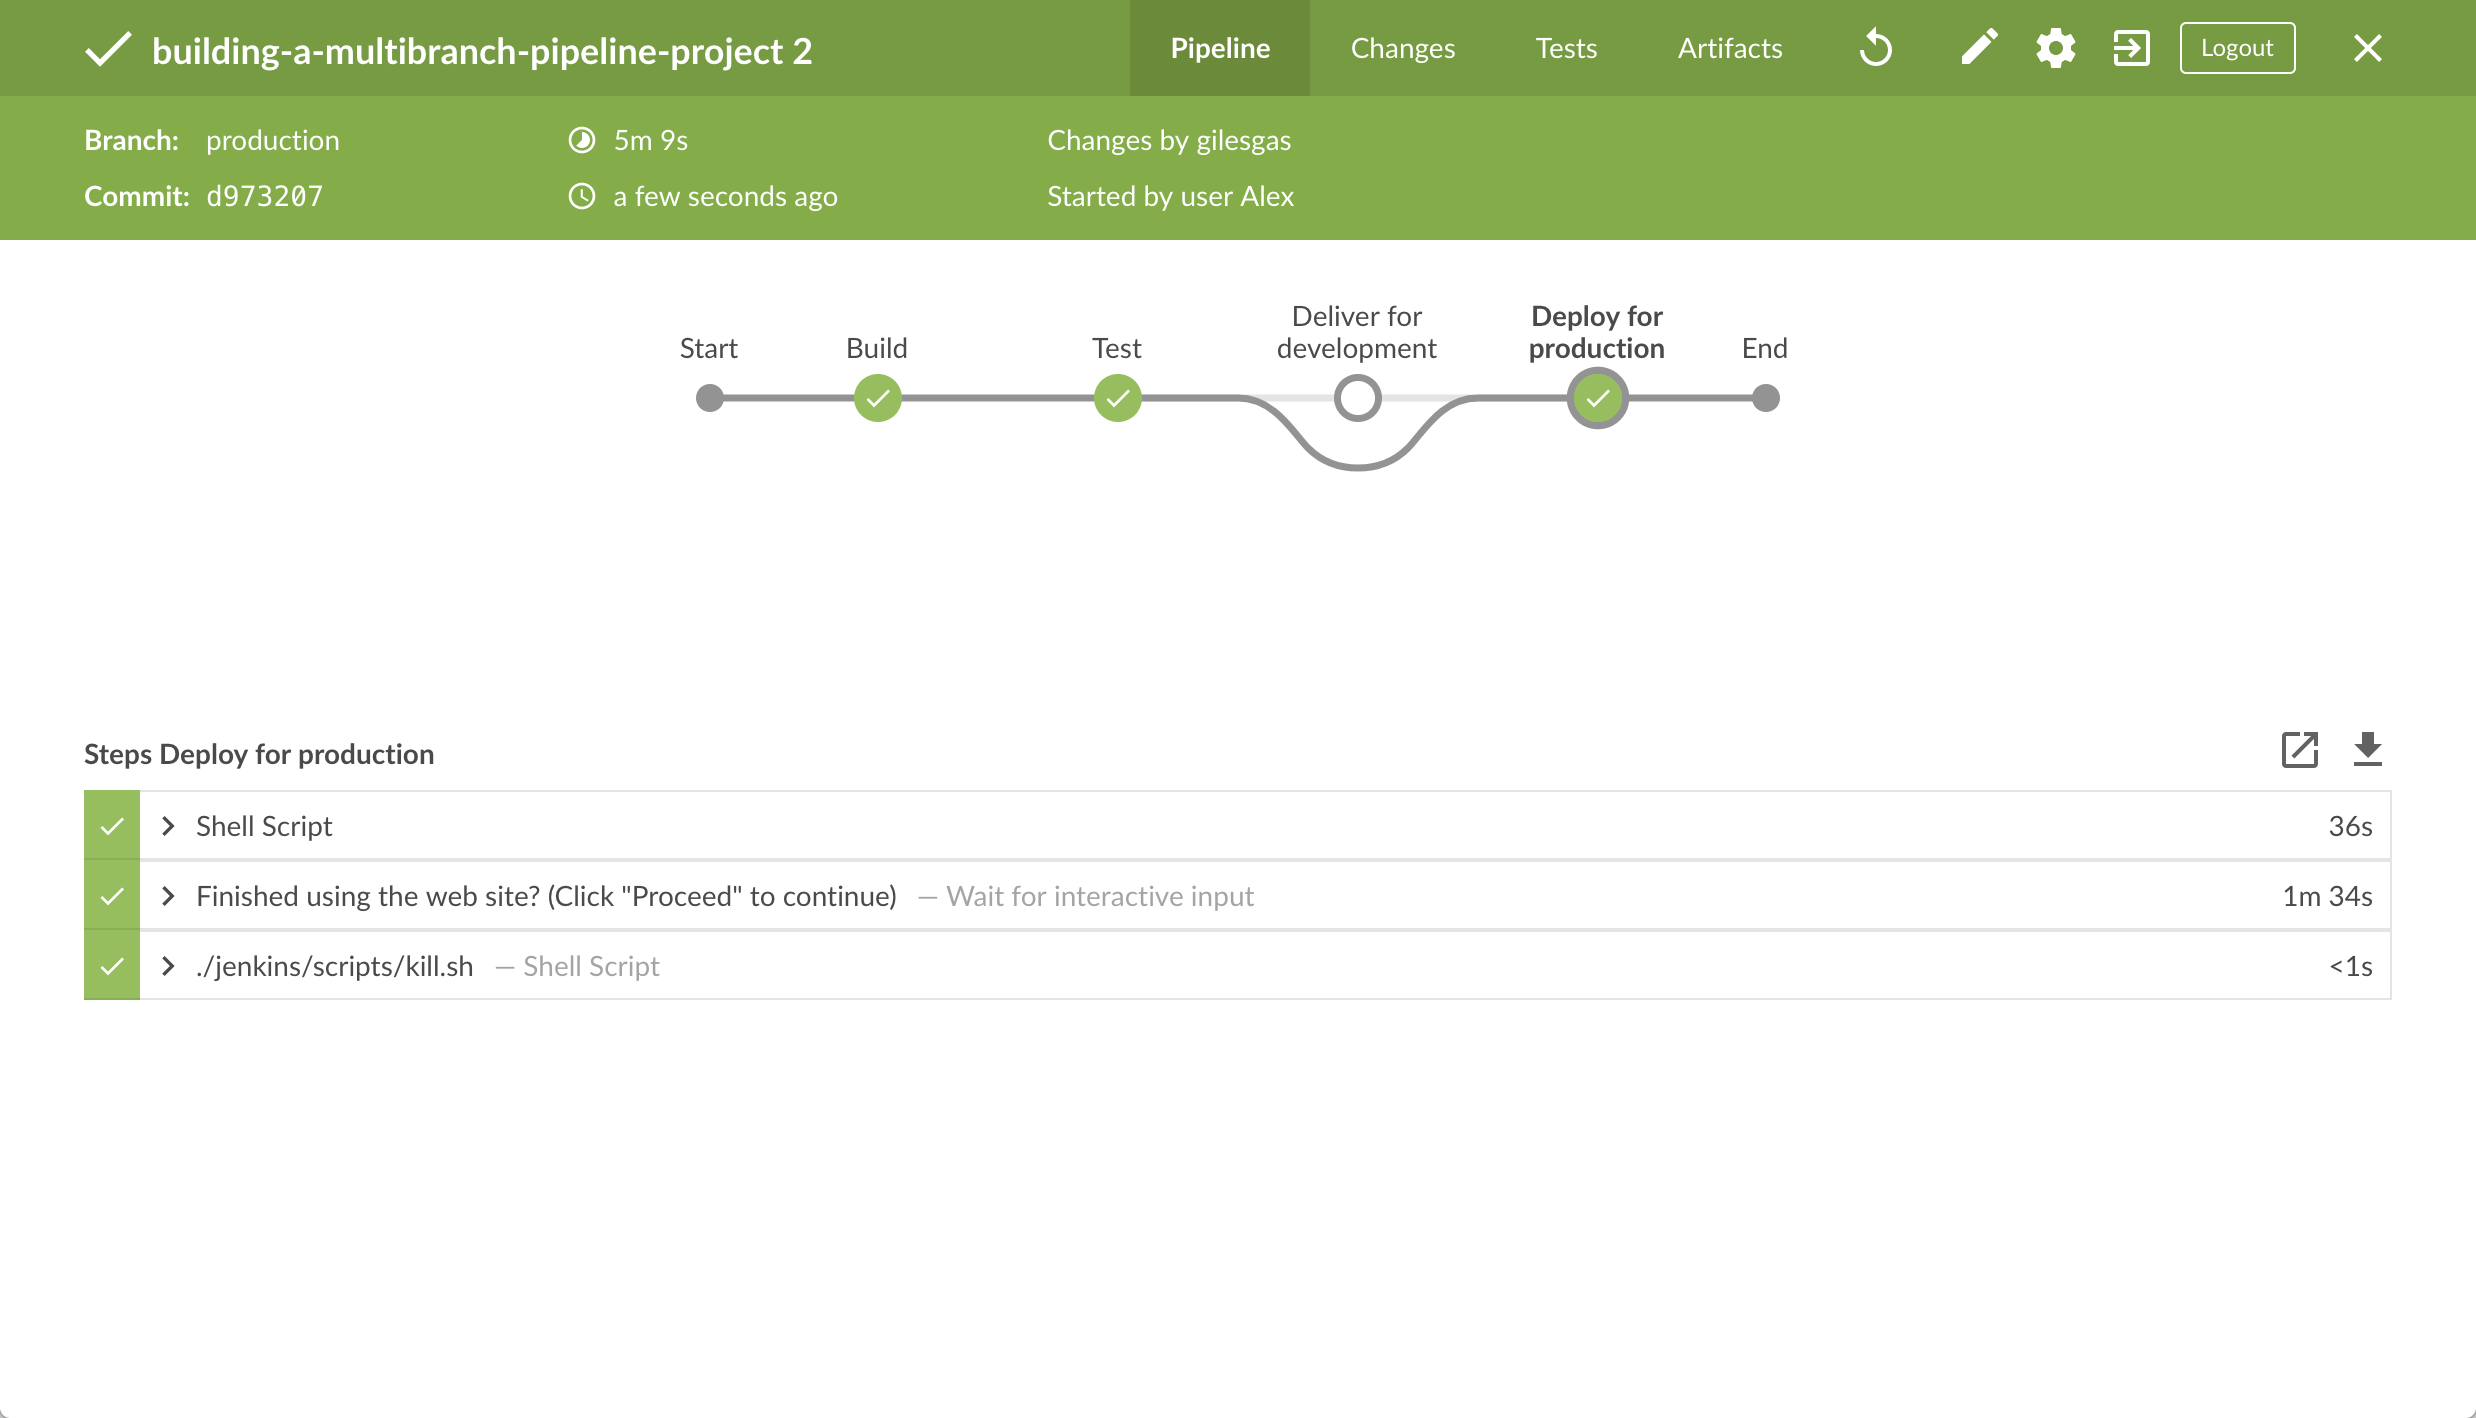 building-a-multibranch-pipeline-project 2
Pipeline
Changes
Tests
Artifacts
Logout
Branch: production
5m 9s
Changes by gilesgas
Commit: d973207
a few seconds ago
Started by user Alex
Start
Build
Test
Deliver for
development
Deploy for
production
End
Steps Deploy for production
Shell Script
36s
Finished using the web site? (Click "Proceed" to continue) — Wait for interactive input
1m 34s
./jenkins/scripts/kill.sh — Shell Script
<1s